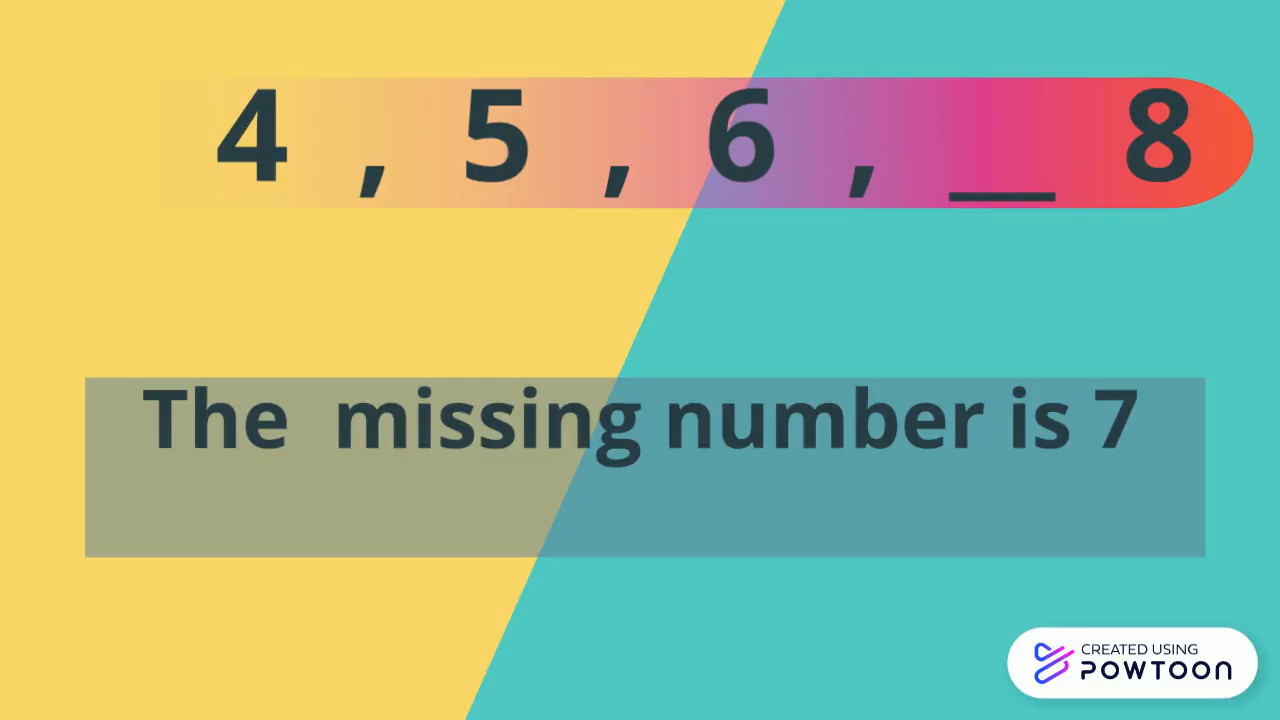 4 , 5 , 6 , __ 8
The missing number is 7
CREATED USING
POWTOON